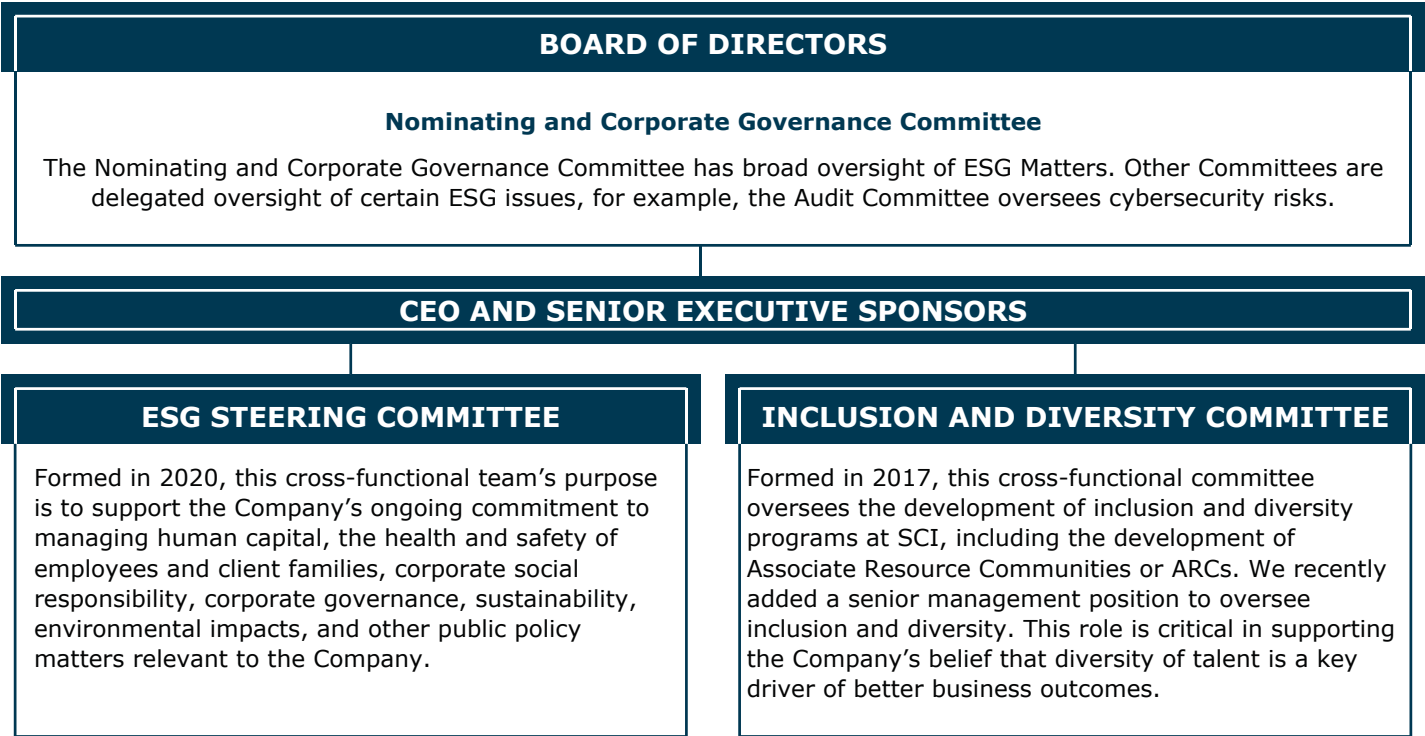 BOARD OF DIRECTORS
Nominating and Corporate Governance Committee
The Nominating and Corporate Governance Committee has broad oversight of ESG Matters. Other Committees are
delegated oversight of certain ESG issues, for example, the Audit Committee oversees cybersecurity risks.
CEO AND SENIOR EXECUTIVE SPONSORS
ESG STEERING COMMITTEE
Formed in 2020, this cross-functional team’s purpose
is to support the Company’s ongoing commitment to
managing human capital, the health and safety of
employees and client families, corporate social
responsibility, corporate governance, sustainability,
environmental impacts, and other public policy
matters relevant to the Company.
INCLUSION AND DIVERSITY COMMITTEE
Formed in 2017, this cross-functional committee
oversees the development of inclusion and diversity
programs at SCI, including the development of
Associate Resource Communities or ARCs. We recently
added a senior management position to oversee
inclusion and diversity. This role is critical in supporting
the Company’s belief that diversity of talent is a key
driver of better business outcomes.